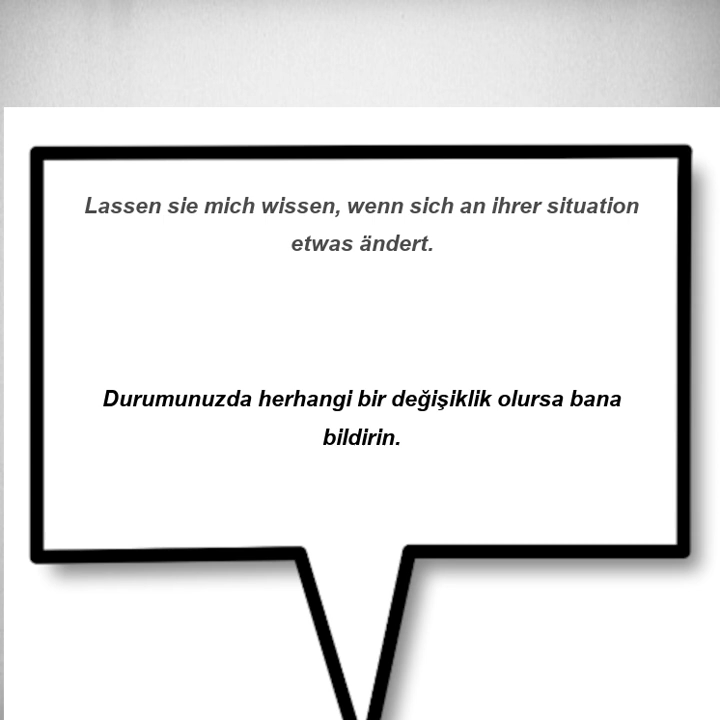 Lassen sie mich wissen, wenn sich an ihrer situation
etwas ändert.
Durumunuzda herhangi bir değişiklik olursa bana
bildirin.